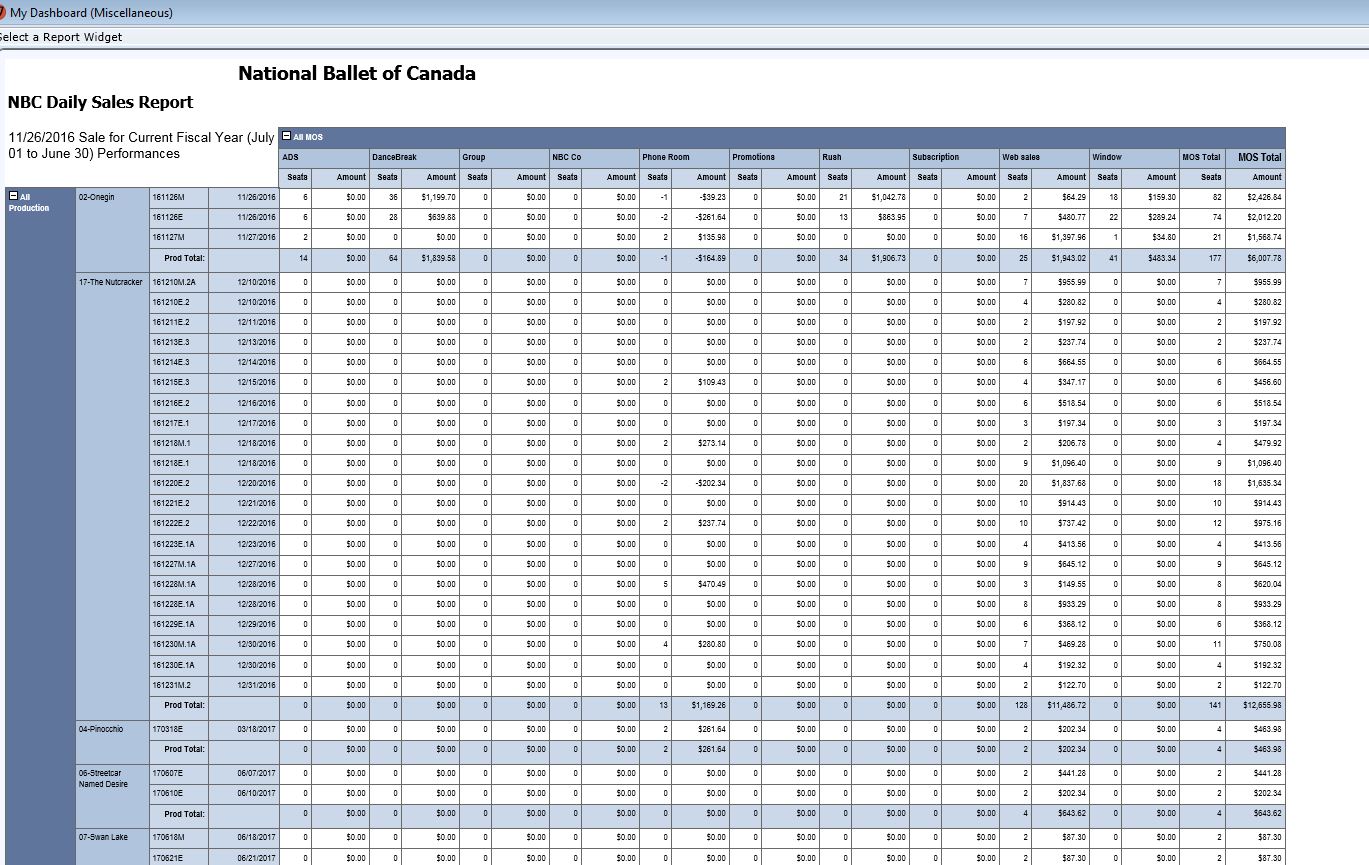 My Dashboard (Miscellaneous)
Select a Report Widget
National Ballet of Canada
NBC Daily Sales Report
11/26/2016 Sale for Current Fiscal Year (July
01 to June 30) Performances
All MOS
ADS DanceBreak Group NBC Co Phone Room Promotions Rush Subscription Web sales Window MOS Total MOS Total
Seats Amount Seats Amount Seats Amount Seats Amount Seats Amount Seats Amount Seats Amount Seats Amount Seats Amount Seats Amount Seats Amount
All
Production
02-Onegin 161126M 11/26/2016 6 $0.00 36 $1,199.70 0 $0.00 0 $0.00 -1 -$39.23 0 $0.00 21 $1,042.78 0 $0.00 2 $64.29 18 $159.30 82 $2,426.84
161126E 11/26/2016 6 $0.00 28 $639.88 0 $0.00 0 $0.00 -2 -$261.64 0 $0.00 13 $863.95 0 $0.00 7 $480.77 22 $289.24 74 $2,012.20
161127M 11/27/2016 2 $0.00 0 $0.00 0 $0.00 0 $0.00 2 $135.98 0 $0.00 0 $0.00 0 $0.00 16 $1,397.96 1 $34.80 21 $1,568.74
Prod Total: 14 $0.00 64 $1,839.58 0 $0.00 0 $0.00 -1 -$164.89 0 $0.00 34 $1,906.73 0 $0.00 25 $1,943.02 41 $483.34 177 $6,007.78
17-The Nutcracker 161210M.2A 12/10/2016 0 $0.00 0 $0.00 0 $0.00 0 $0.00 0 $0.00 0 $0.00 0 $0.00 0 $0.00 7 $955.99 0 $0.00 7 $955.99
161210E.2 12/10/2016 0 $0.00 0 $0.00 0 $0.00 0 $0.00 0 $0.00 0 $0.00 0 $0.00 0 $0.00 4 $280.82 0 $0.00 4 $280.82
161211E.2 12/11/2016 0 $0.00 0 $0.00 0 $0.00 0 $0.00 0 $0.00 0 $0.00 0 $0.00 0 $0.00 2 $197.92 0 $0.00 2 $197.92
161213E.3 12/13/2016 0 $0.00 0 $0.00 0 $0.00 0 $0.00 0 $0.00 0 $0.00 0 $0.00 0 $0.00 2 $237.74 0 $0.00 2 $237.74
161214E.3 12/14/2016 0 $0.00 0 $0.00 0 $0.00 0 $0.00 0 $0.00 0 $0.00 0 $0.00 0 $0.00 6 $664.55 0 $0.00 6 $664.55
161215E.3 12/15/2016 0 $0.00 0 $0.00 0 $0.00 0 $0.00 2 $109.43 0 $0.00 0 $0.00 0 $0.00 4 $347.17 0 $0.00 6 $456.60
161216E.2 12/16/2016 0 $0.00 0 $0.00 0 $0.00 0 $0.00 0 $0.00 0 $0.00 0 $0.00 0 $0.00 6 $518.54 0 $0.00 6 $518.54
161217E.1 12/17/2016 0 $0.00 0 $0.00 0 $0.00 0 $0.00 0 $0.00 0 $0.00 0 $0.00 0 $0.00 3 $197.34 0 $0.00 3 $197.34
161218M.1 12/18/2016 0 $0.00 0 $0.00 0 $0.00 0 $0.00 2 $273.14 0 $0.00 0 $0.00 0 $0.00 2 $206.78 0 $0.00 4 $479.92
161218E.1 12/18/2016 0 $0.00 0 $0.00 0 $0.00 0 $0.00 0 $0.00 0 $0.00 0 $0.00 0 $0.00 9 $1,096.40 0 $0.00 9 $1,096.40
161220E.2 12/20/2016 0 $0.00 0 $0.00 0 $0.00 0 $0.00 -2 -$202.34 0 $0.00 0 $0.00 0 $0.00 20 $1,837.68 0 $0.00 18 $1,635.34
161221E.2 12/21/2016 0 $0.00 0 $0.00 0 $0.00 0 $0.00 0 $0.00 0 $0.00 0 $0.00 0 $0.00 10 $914.43 0 $0.00 10 $914.43
161222E.2 12/22/2016 0 $0.00 0 $0.00 0 $0.00 0 $0.00 2 $237.74 0 $0.00 0 $0.00 0 $0.00 10 $737.42 0 $0.00 12 $975.16
161223E.1A 12/23/2016 0 $0.00 0 $0.00 0 $0.00 0 $0.00 0 $0.00 0 $0.00 0 $0.00 0 $0.00 4 $413.56 0 $0.00 4 $413.56
161227M.1A 12/27/2016 0 $0.00 0 $0.00 0 $0.00 0 $0.00 0 $0.00 0 $0.00 0 $0.00 0 $0.00 9 $645.12 0 $0.00 9 $645.12
161228M.1A 12/28/2016 0 $0.00 0 $0.00 0 $0.00 0 $0.00 5 $470.49 0 $0.00 0 $0.00 0 $0.00 3 $149.55 0 $0.00 8 $620.04
161228E.1A 12/28/2016 0 $0.00 0 $0.00 0 $0.00 0 $0.00 0 $0.00 0 $0.00 0 $0.00 0 $0.00 8 $933.29 0 $0.00 8 $933.29
161229E.1A 12/29/2016 0 $0.00 0 $0.00 0 $0.00 0 $0.00 0 $0.00 0 $0.00 0 $0.00 0 $0.00 6 $368.12 0 $0.00 6 $368.12
161230M.1A 12/30/2016 0 $0.00 0 $0.00 0 $0.00 0 $0.00 4 $280.80 0 $0.00 0 $0.00 0 $0.00 7 $469.28 0 $0.00 11 $750.08
161230E.1A 12/30/2016 0 $0.00 0 $0.00 0 $0.00 0 $0.00 0 $0.00 0 $0.00 0 $0.00 0 $0.00 4 $192.32 0 $0.00 4 $192.32
161231M.2 12/31/2016 0 $0.00 0 $0.00 0 $0.00 0 $0.00 0 $0.00 0 $0.00 0 $0.00 0 $0.00 2 $122.70 0 $0.00 2 $122.70
Prod Total: 0 $0.00 0 $0.00 0 $0.00 0 $0.00 13 $1,169.26 0 $0.00 0 $0.00 0 $0.00 128 $11,486.72 0 $0.00 141 $12,655.98
04-Pinocchio 170318E 03/18/2017 0 $0.00 0 $0.00 0 $0.00 0 $0.00 2 $261.64 0 $0.00 0 $0.00 0 $0.00 2 $202.34 0 $0.00 4 $463.98
Prod Total: 0 $0.00 0 $0.00 0 $0.00 0 $0.00 2 $261.64 0 $0.00 0 $0.00 0 $0.00 2 $202.34 0 $0.00 4 $463.98
06-Streetcar
Named Desire
170607E 06/07/2017 0 $0.00 0 $0.00 0 $0.00 0 $0.00 0 $0.00 0 $0.00 0 $0.00 0 $0.00 2 $441.28 0 $0.00 2 $441.28
170610E 06/10/2017 0 $0.00 0 $0.00 0 $0.00 0 $0.00 0 $0.00 0 $0.00 0 $0.00 0 $0.00 2 $202.34 0 $0.00 2 $202.34
Prod Total: 0 $0.00 0 $0.00 0 $0.00 0 $0.00 0 $0.00 0 $0.00 0 $0.00 0 $0.00 4 $643.62 0 $0.00 4 $643.62
07-Swan Lake 170618M 06/18/2017 0 $0.00 0 $0.00 0 $0.00 0 $0.00 0 $0.00 0 $0.00 0 $0.00 0 $0.00 2 $87.30 0 $0.00 2 $87.30
170621E 06/21/2017 0 $0.00 0 $0.00 0 $0.00 0 $0.00 0 $0.00 0 $0.00 0 $0.00 0 $0.00 2 $87.30 0 $0.00 2 $87.30